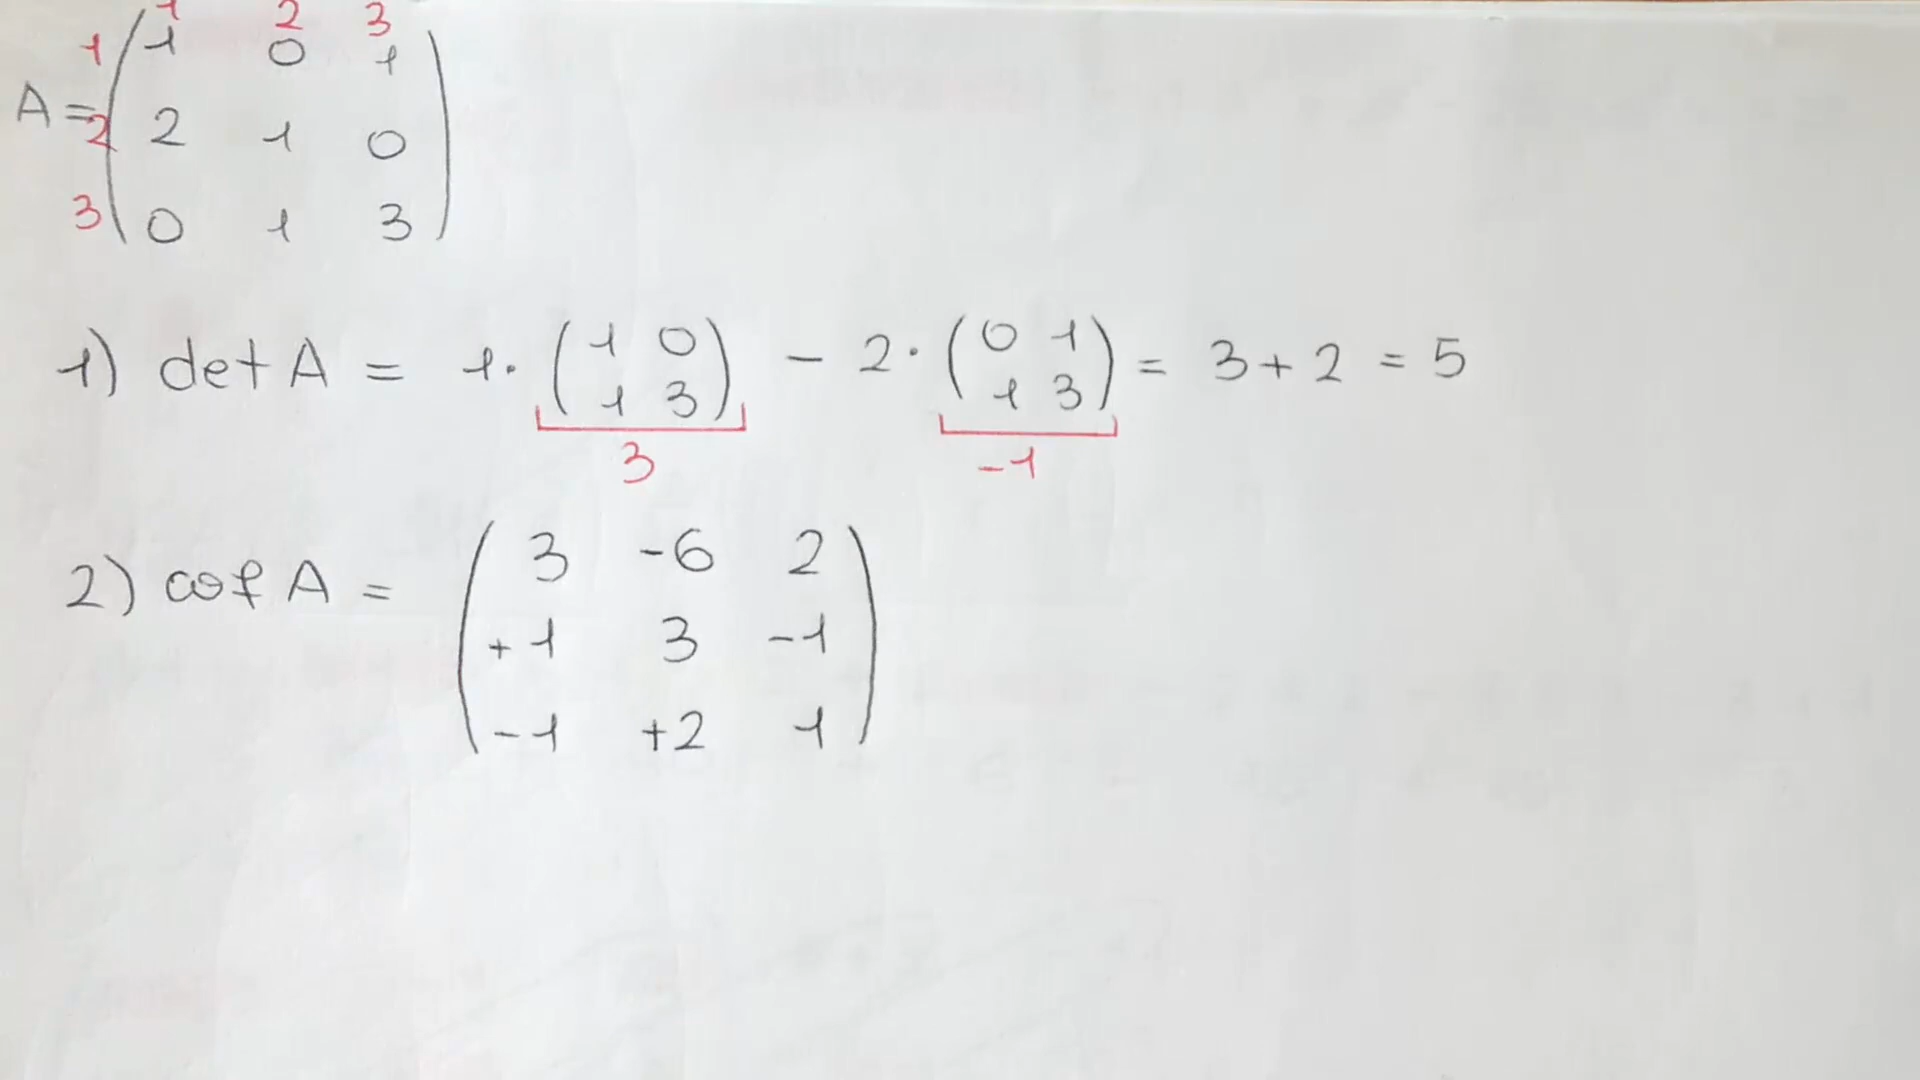 1 2 3
1 1 0 1
A = 2 2 1 0
3 0 1 3
1) det A = 1 · (1 0 1 3) - 2 · (0 1 1 3) = 3 + 2 = 5
3 -1
2) cof A = 3 -6 2
+1 3 -1
-1 +2 1